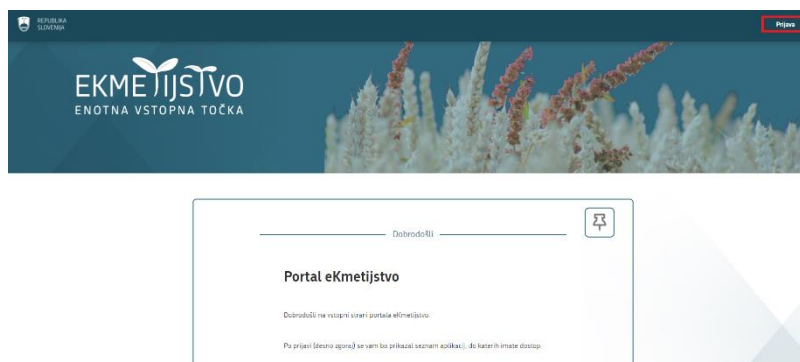 REPUBLIKA
SLOVENIJA
Prijava
EKMETIJSTVO
ENOTNA VSTOPNA TOČKA
Dobrodošli
Portal eKmetijstvo
Dobrodošli na vstopni strani portala eKmetijstvo.
Po prijavi (desno zgoraj) se vam bo prikazal seznam aplikacij, do katerih imate dostop.